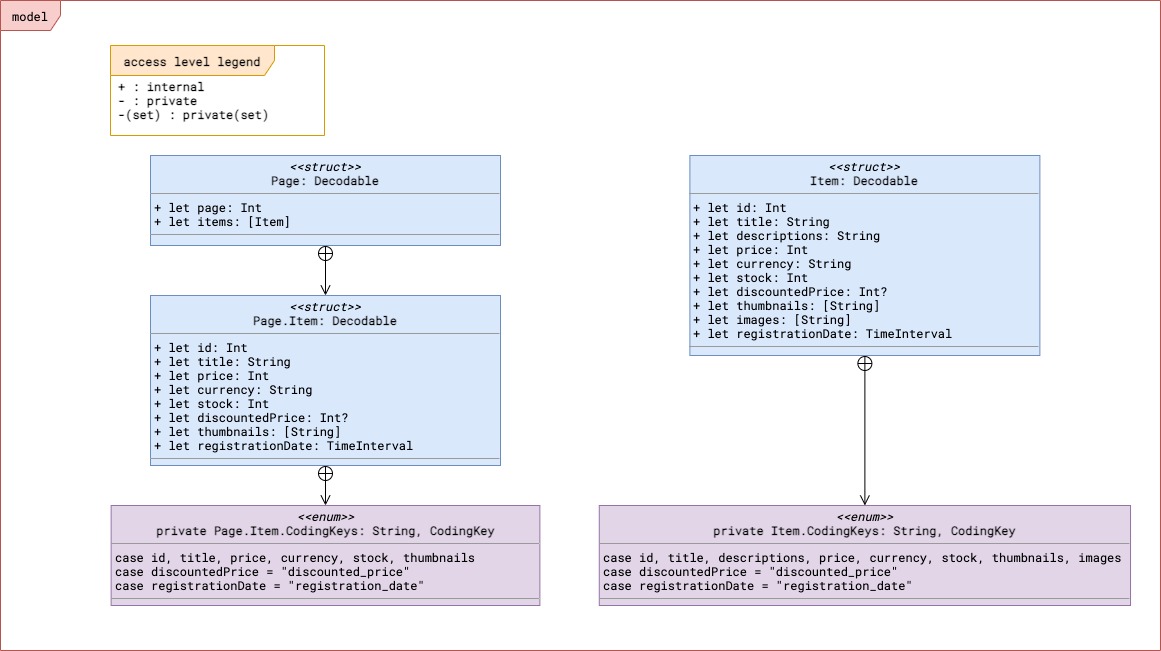 model
access level legend
+ : internal
- : private
-(set) : private(set)
<<struct>>
Page: Decodable
+ let page: Int
+ let items: [Item]
<<struct>>
Page.Item: Decodable
+ let id: Int
+ let title: String
+ let price: Int
+ let currency: String
+ let stock: Int
+ let discountedPrice: Int?
+ let thumbnails: [String]
+ let registrationDate: TimeInterval
<<enum>>
private Page.Item.CodingKeys: String, CodingKey
case id, title, price, currency, stock, thumbnails
case discountedPrice = "discounted_price"
case registrationDate = "registration_date"
<<struct>>
Item: Decodable
+ let id: Int
+ let title: String
+ let descriptions: String
+ let price: Int
+ let currency: String
+ let stock: Int
+ let discountedPrice: Int?
+ let thumbnails: [String]
+ let images: [String]
+ let registrationDate: TimeInterval
<<enum>>
private Item.CodingKeys: String, CodingKey
case id, title, descriptions, price, currency, stock, thumbnails, images
case discountedPrice = "discounted_price"
case registrationDate = "registration_date"